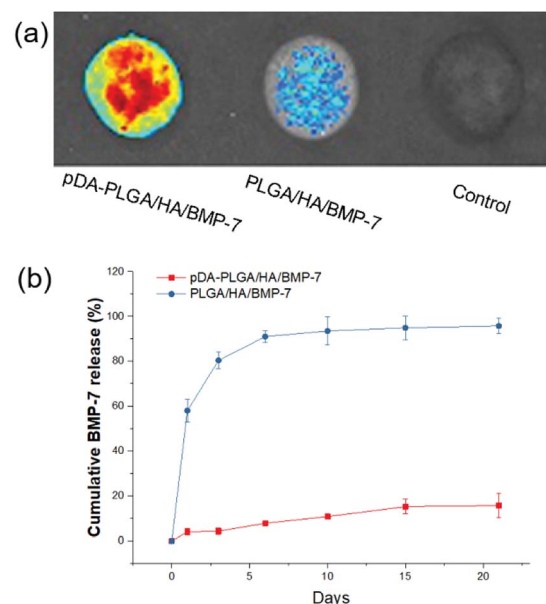 (a)
pDA-PLGA/HA/BMP-7
PLGA/HA/BMP-7
Control
(b)
pDA-PLGA/HA/BMP-7
PLGA/HA/BMP-7
Cumulative BMP-7 release (%)
120
100
80
60
40
20
0
0
5
10
15
20
Days